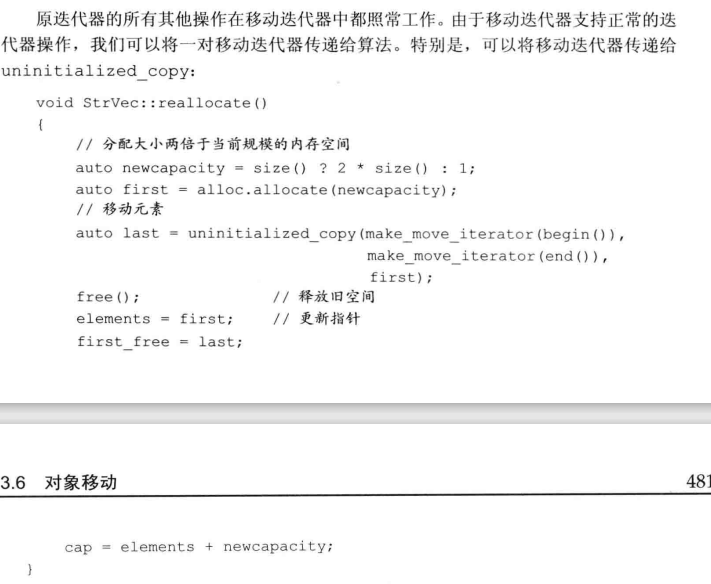 原迭代器的所有其他操作在移动迭代器中都照常工作。由于移动迭代器支持正常的迭
代器操作，我们可以将一对移动迭代器传递给算法。特别是，可以将移动迭代器传递给
uninitialized_copy:
void StrVec::reallocate()
{
// 分配大小两倍于当前规模的内存空间
auto newcapacity = size() ? 2 * size() : 1;
auto first = alloc.allocate(newcapacity);
// 移动元素
auto last = uninitialized_copy(make_move_iterator(begin()),
make_move_iterator(end()),
first);
free(); // 释放旧空间
elements = first; // 更新指针
first_free = last;
3.6 对象移动 481
cap = elements + newcapacity;
}